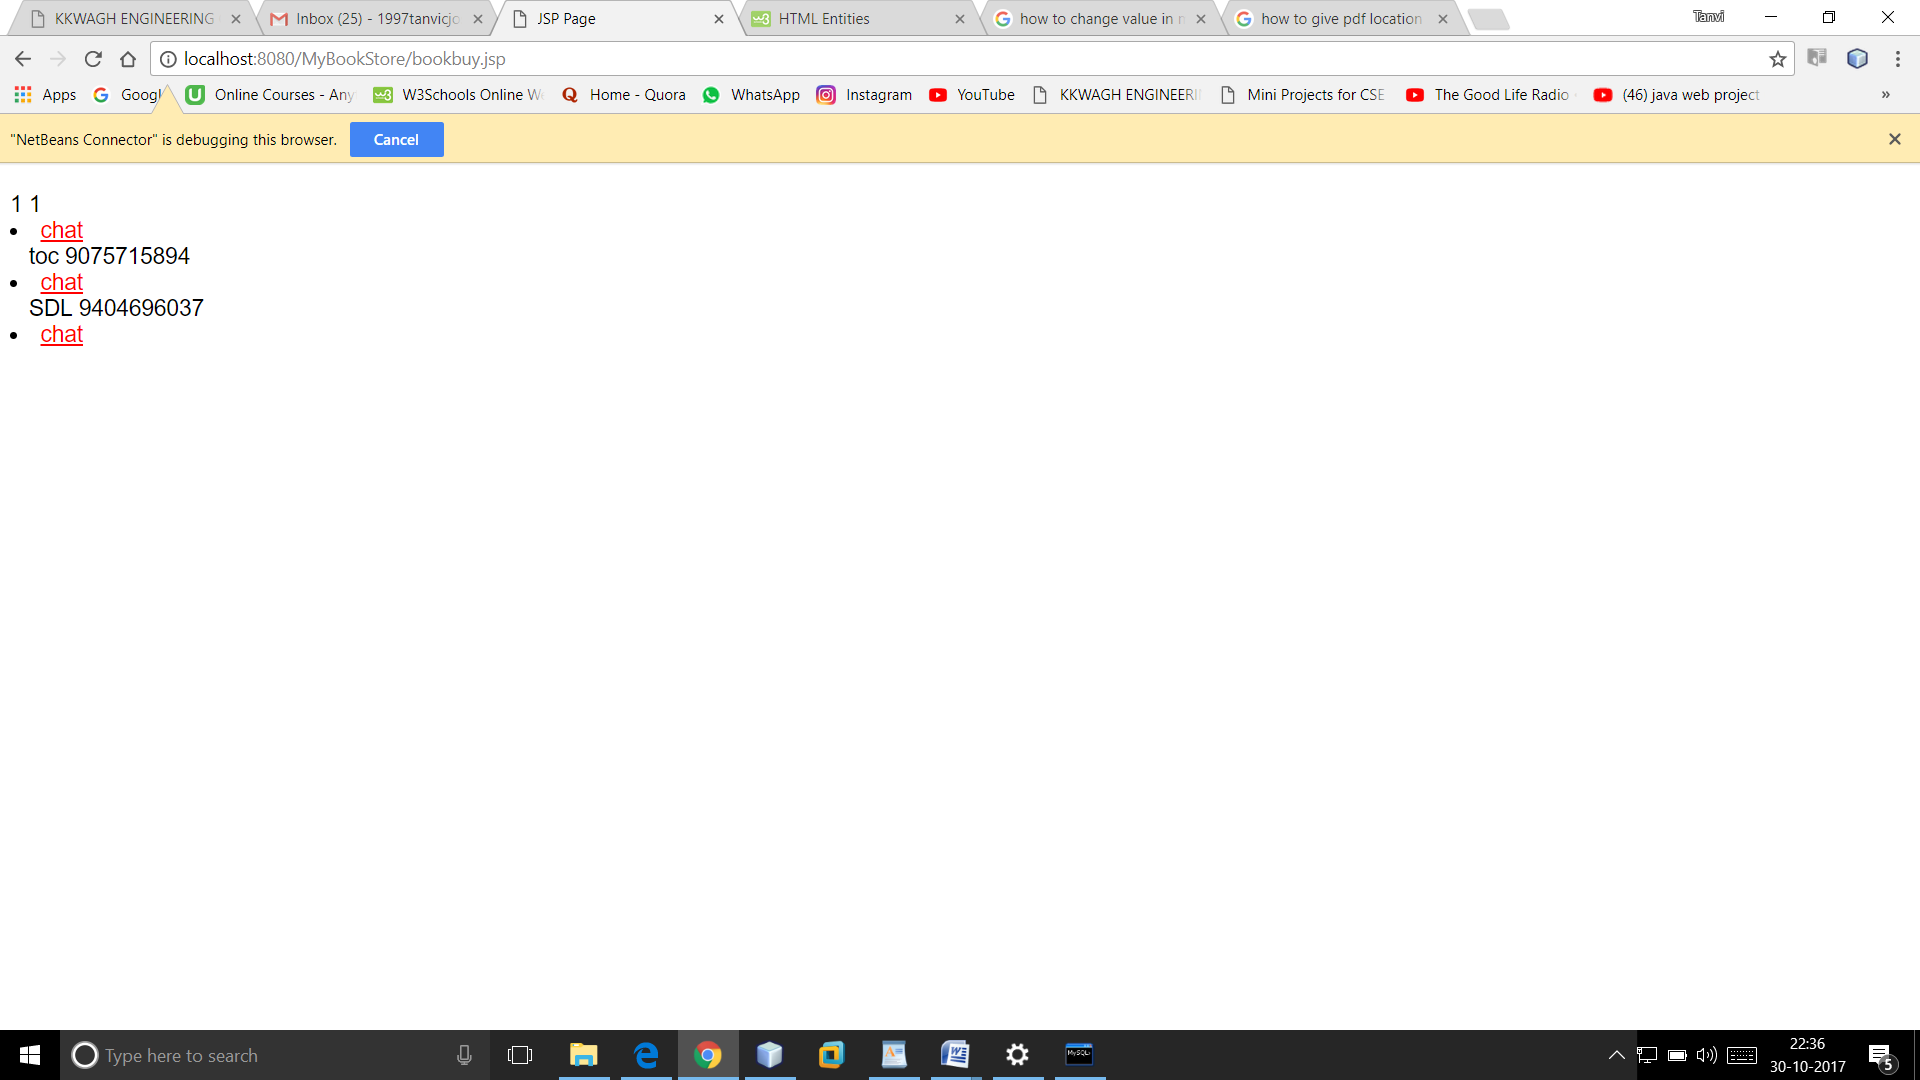 KKWAGH ENGINEERING
Inbox (25) - 1997tanvicjo
JSP Page
HTML Entities
how to change value in
how to give pdf location
Tanvi
localhost:8080/MyBookStore/bookbuy.jsp
Apps
Googl
Online Courses - Any
W3Schools Online W
Home - Quora
WhatsApp
Instagram
YouTube
KKWAGH ENGINEERI
Mini Projects for CSE
The Good Life Radio
(46) java web project
»
"NetBeans Connector" is debugging this browser.
Cancel
1 1
chat
toc 9075715894
chat
SDL 9404696037
chat
Type here to search
MySQL
22:36
30-10-2017
5